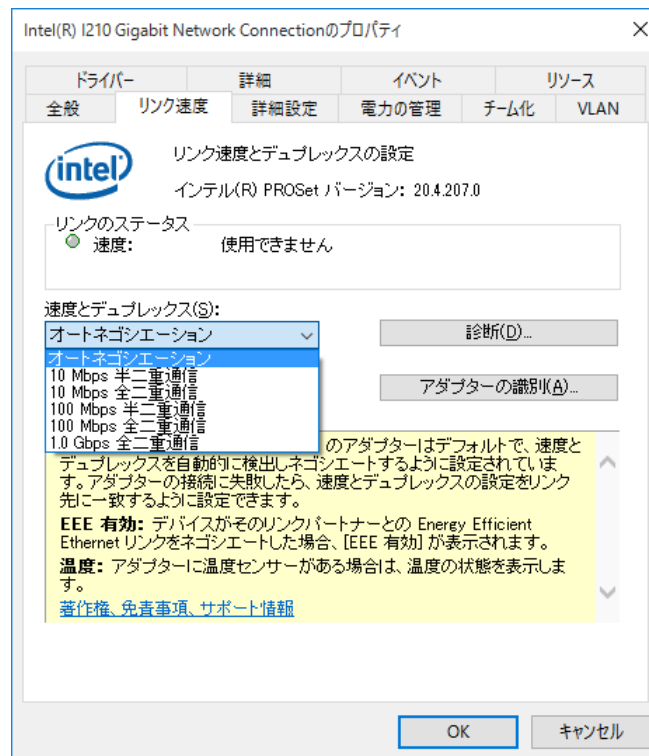 Intel(R) I210 Gigabit Network Connectionのプロパティ
ドライバー 詳細 イベント リソース
全般 リンク速度 詳細設定 電力の管理 チーム化 VLAN
intel
リンク速度とデュプレックスの設定
インテル(R) PROSet バージョン: 20.4.207.0
リンクのステータス
速度: 使用できません
速度とデュプレックス(S):
オートネゴシエーション
診断(D)...
オートネゴシエーション
10 Mbps 半二重通信
10 Mbps 全二重通信
100 Mbps 半二重通信
100 Mbps 全二重通信
1.0 Gbps 全二重通信
アダプターの識別(A)...
のアダプターはデフォルトで、速度と
デュプレックスを自動的に検出しネゴシエートするように設定されていま
す。アダプターの接続に失敗したら、速度とデュプレックスの設定をリンク
先に一致するように設定できます。
EEE 有効: デバイスがそのリンクパートナーとの Energy Efficient
Ethernet リンクをネゴシエートした場合、[EEE 有効] が表示されます。
温度: アダプターに温度センサーがある場合は、温度の状態を表示しま
す。
著作権、免責事項、サポート情報
OK キャンセル